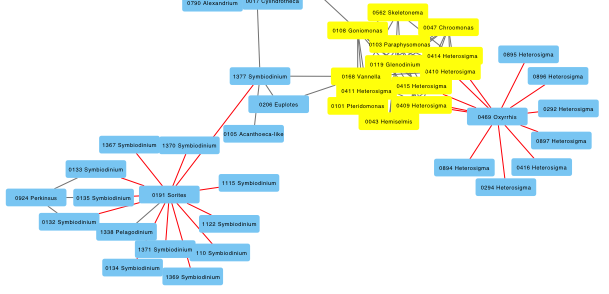 0790 Alexandrium
0017 Cylindrotheca
0562 Skeletonema
0108 Goniomonas
0047 Chroomonas
0103 Paraphysomonas
0414 Heterosigma
0119 Glenodinium
0410 Heterosigma
0895 Heterosigma
1377 Symbiodinium
0168 Vannella
0415 Heterosigma
0896 Heterosigma
0411 Heterosigma
0206 Euplotes
0101 Pteridomonas
0409 Heterosigma
0292 Heterosigma
0043 Hemiselmis
0469 Oxyrrhis
0105 Acanthoeca-like
0897 Heterosigma
1367 Symbiodinium
1370 Symbiodinium
0133 Symbiodinium
0894 Heterosigma
0416 Heterosigma
1115 Symbiodinium
0294 Heterosigma
0924 Perkinsus
0135 Symbiodinium
0191 Sorites
0132 Symbiodinium
1122 Symbiodinium
1338 Pelagodinium
1371 Symbiodinium
110 Symbiodinium
0134 Symbiodinium
1369 Symbiodinium